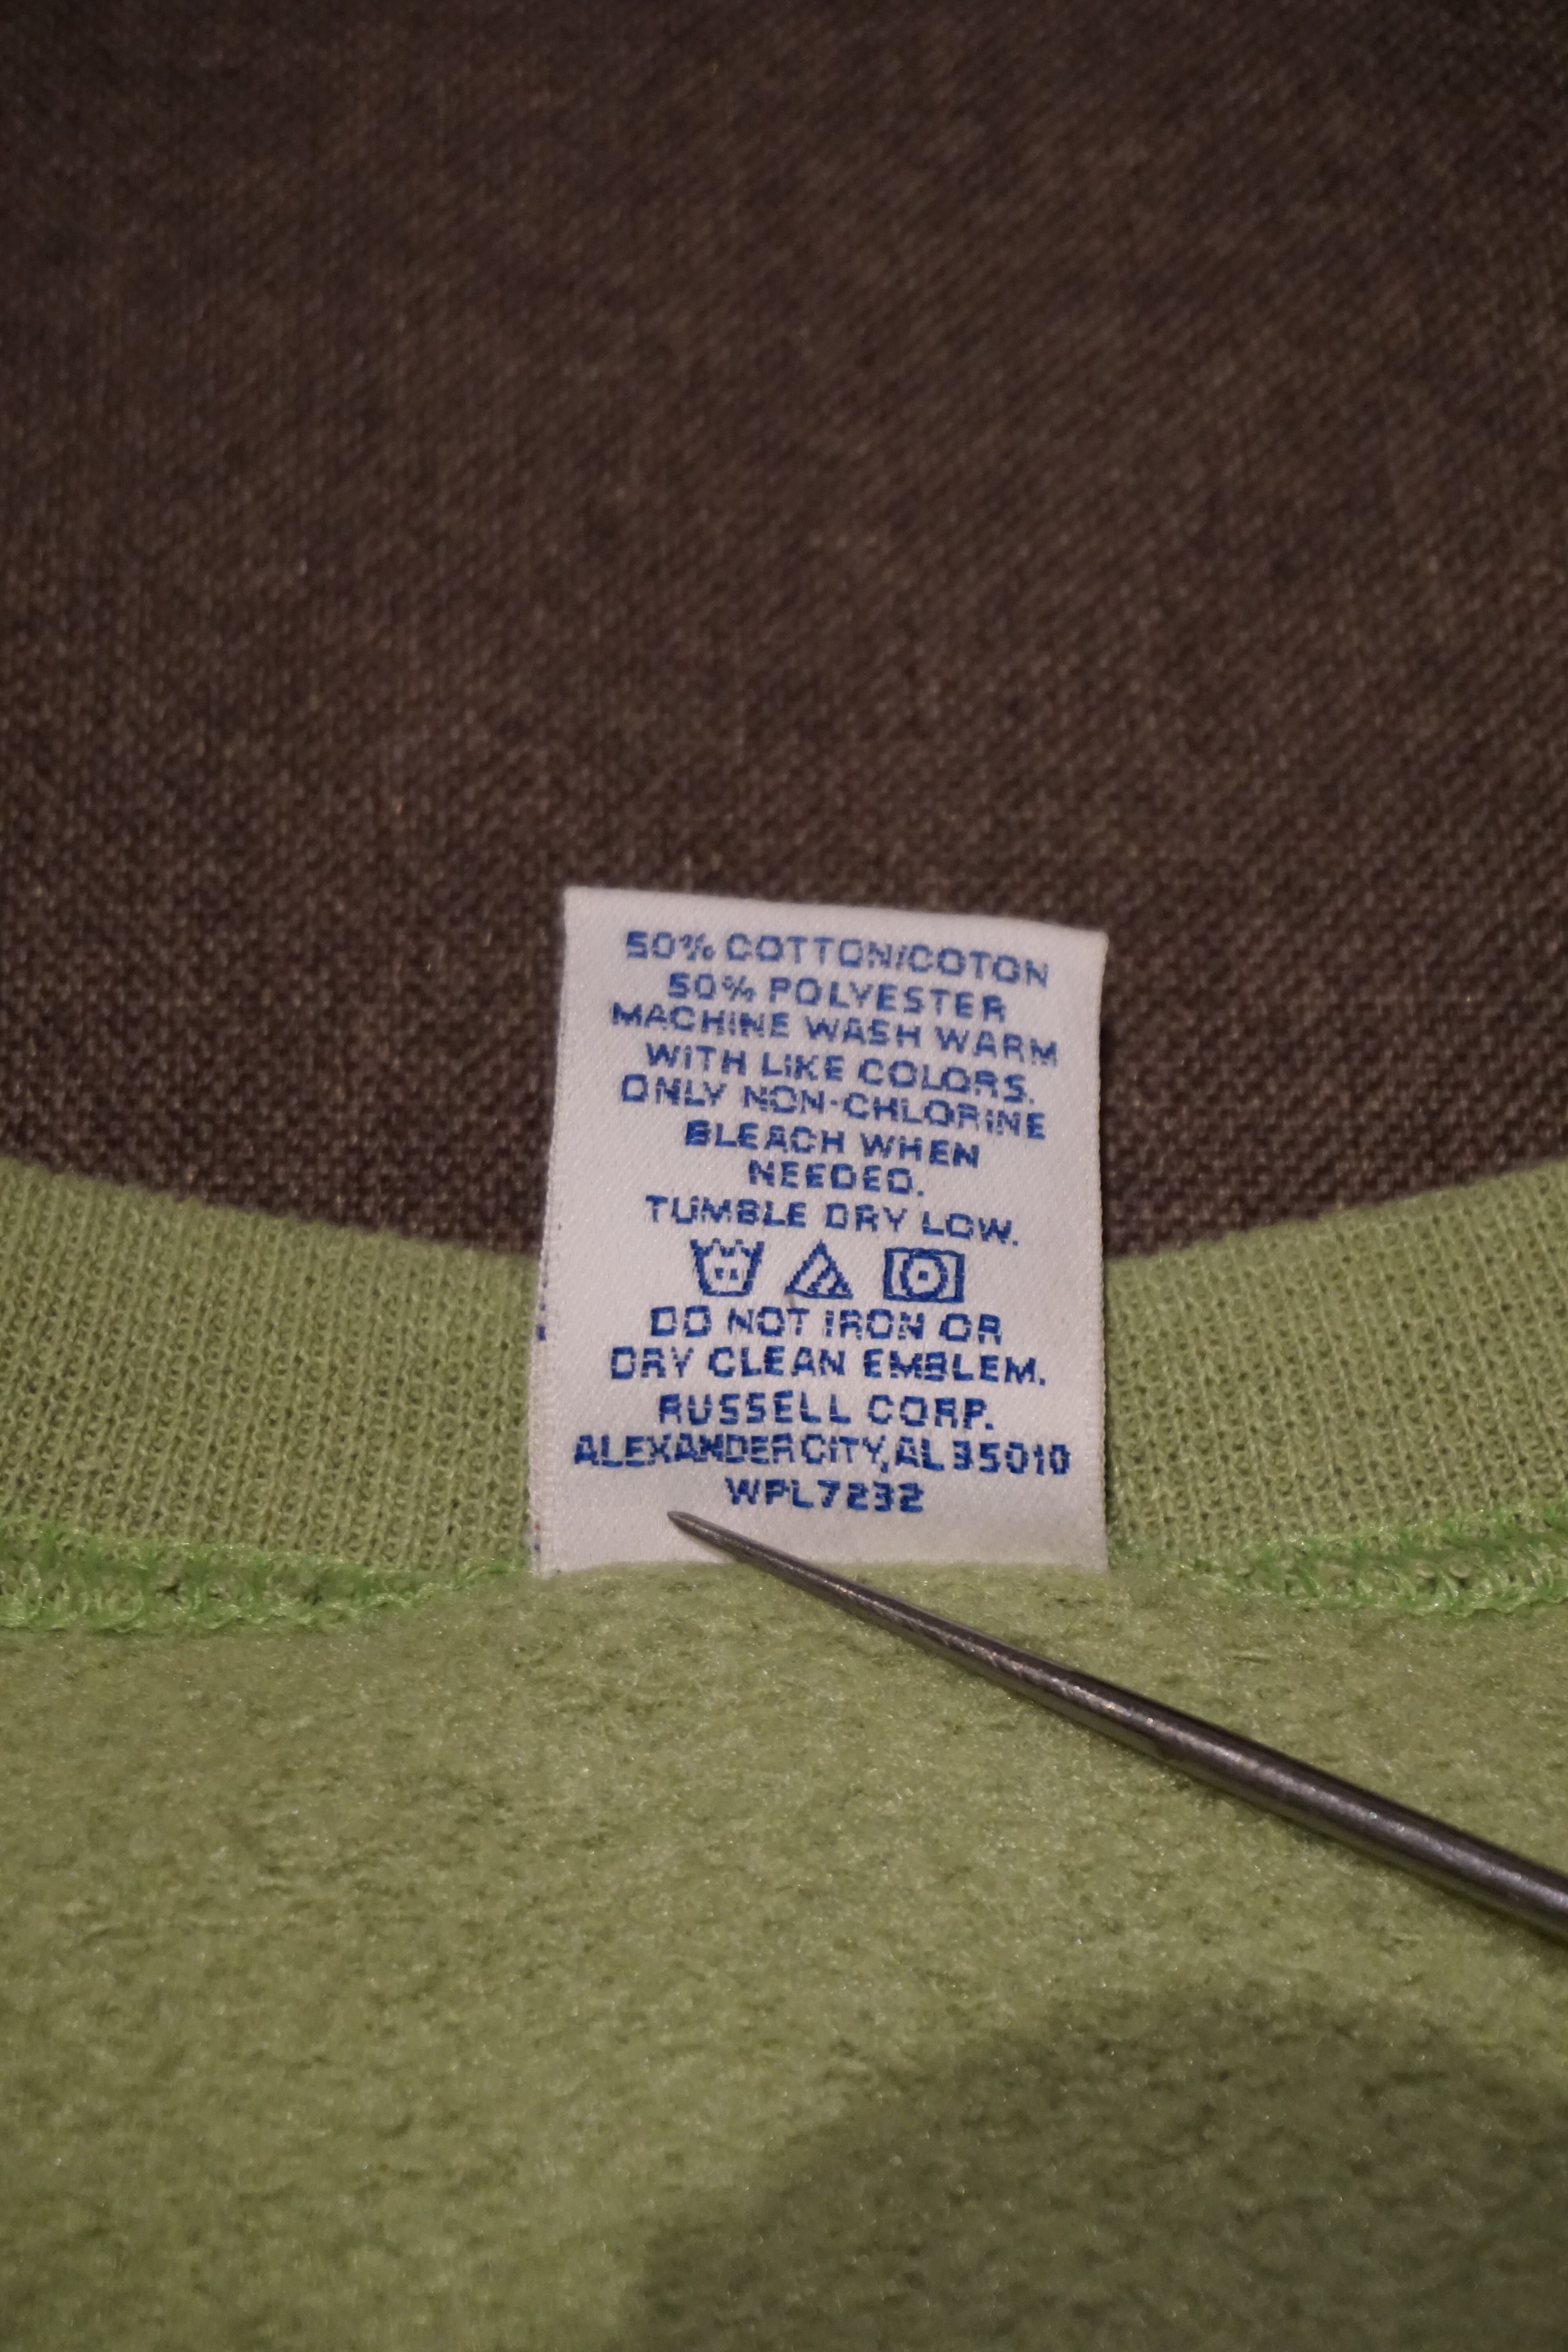 50% COTTON/COTON
50% POLYESTER
MACHINE WASH WARM
WITH LIKE COLORS.
ONLY NON-CHLORINE
BLEACH WHEN
NEEDED.
TUMBLE DRY LOW.
DO NOT IRON OR
DRY CLEAN EMBLEM.
RUSSELL CORP.
ALEXANDER CITY, AL 35010
WPL7232